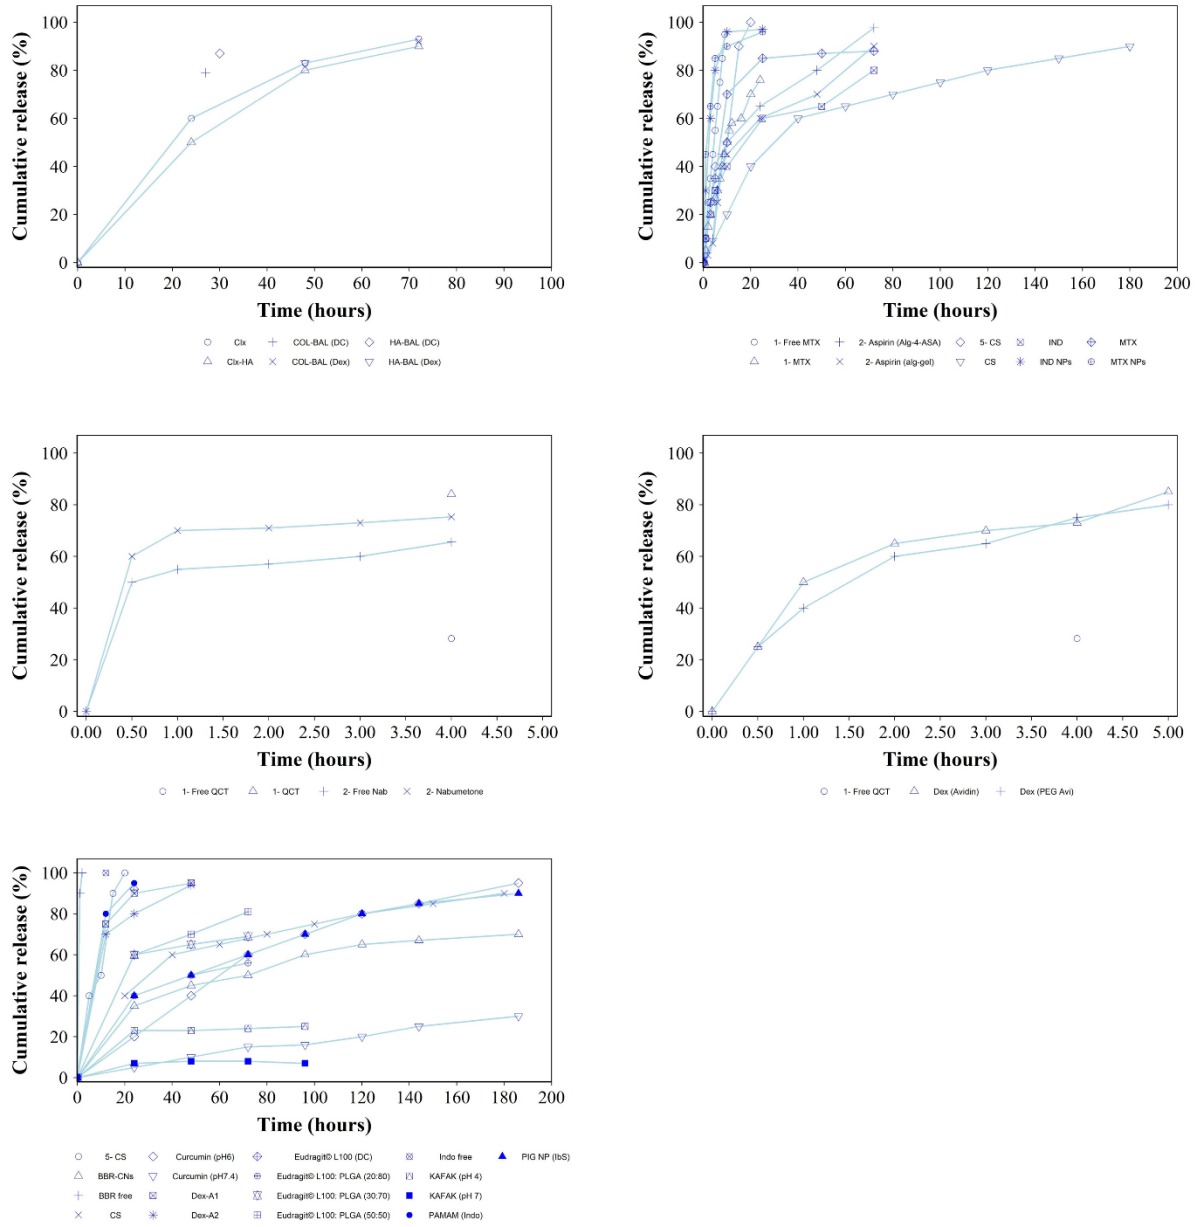 Cumulative release (%)
100
80
60
40
20
0
0 10 20 30 40 50 60 70 80 90 100
Time (hours)
Clx COL-BAL (DC) HA-BAL (DC)
Clx-HA COL-BAL (Dex) HA-BAL (Dex)
Cumulative release (%)
100
80
60
40
20
0
0 20 40 60 80 100 120 140 160 180 200
Time (hours)
1- Free MTX 2- Aspirin (Alg-4-ASA) 5- CS IND MTX
1- MTX 2- Aspirin (alg-gel) CS IND NPs MTX NPs
Cumulative release (%)
100
80
60
40
20
0
0.00 0.50 1.00 1.50 2.00 2.50 3.00 3.50 4.00 4.50 5.00
Time (hours)
1- Free QCT 1- QCT 2- Free Nab 2- Nabumetone
Cumulative release (%)
100
80
60
40
20
0
0.00 0.50 1.00 1.50 2.00 2.50 3.00 3.50 4.00 4.50 5.00
Time (hours)
1- Free QCT Dex (Avidin) Dex (PEG Avi)
Cumulative release (%)
100
80
60
40
20
0
0 20 40 60 80 100 120 140 160 180 200
Time (hours)
5- CS Curcumin (pH6) Eudragit© L100 (DC) Indo free PIG NP (IbS)
BBR-CNs Curcumin (pH7.4) Eudragit© L100: PLGA (20:80) KAFAK (pH 4)
BBR free Dex-A1 Eudragit© L100: PLGA (30:70) KAFAK (pH 7)
CS Dex-A2 Eudragit© L100: PLGA (50:50) PAMAM (Indo)